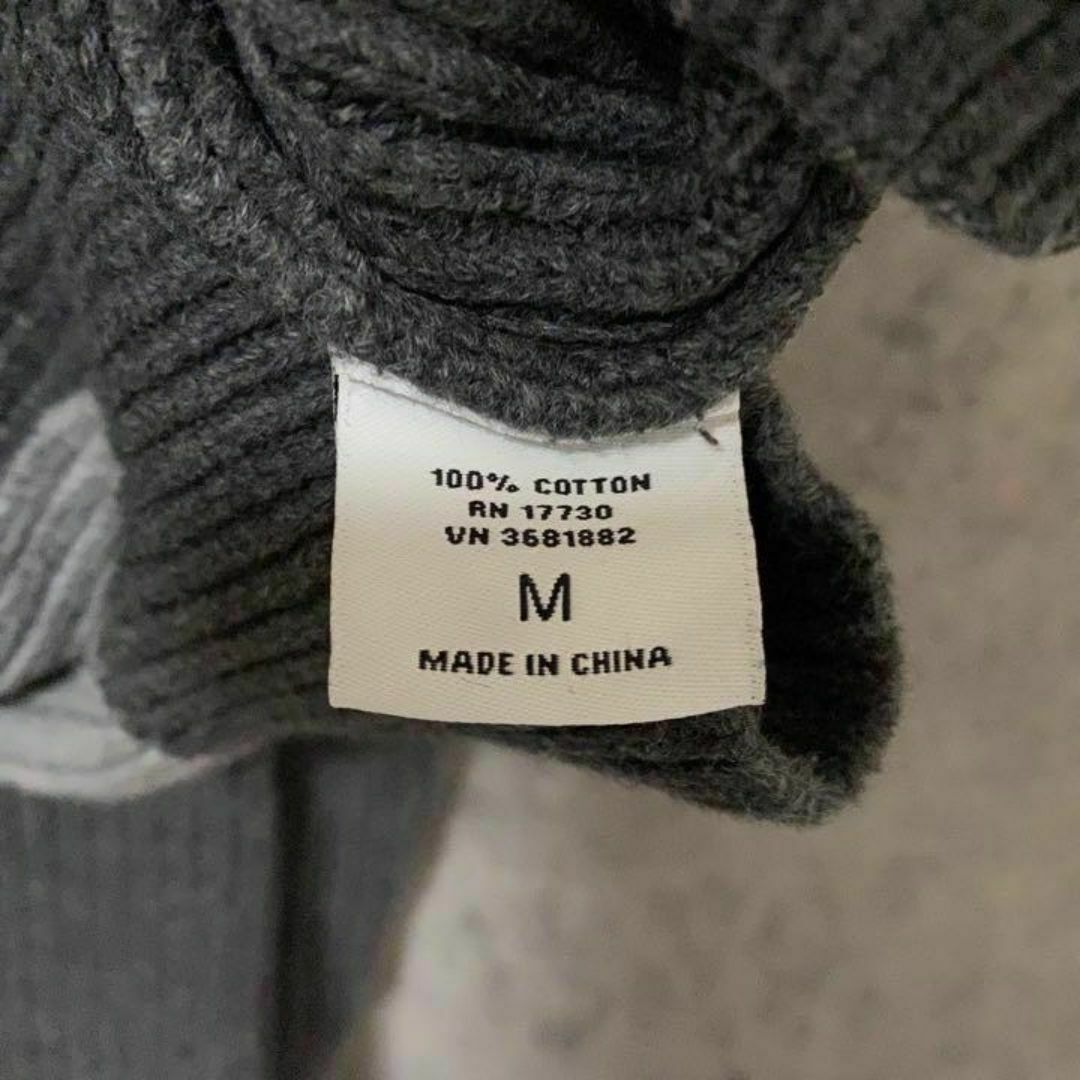 100% COTTON
RN 17730
VN 3681882
M
MADE IN CHINA